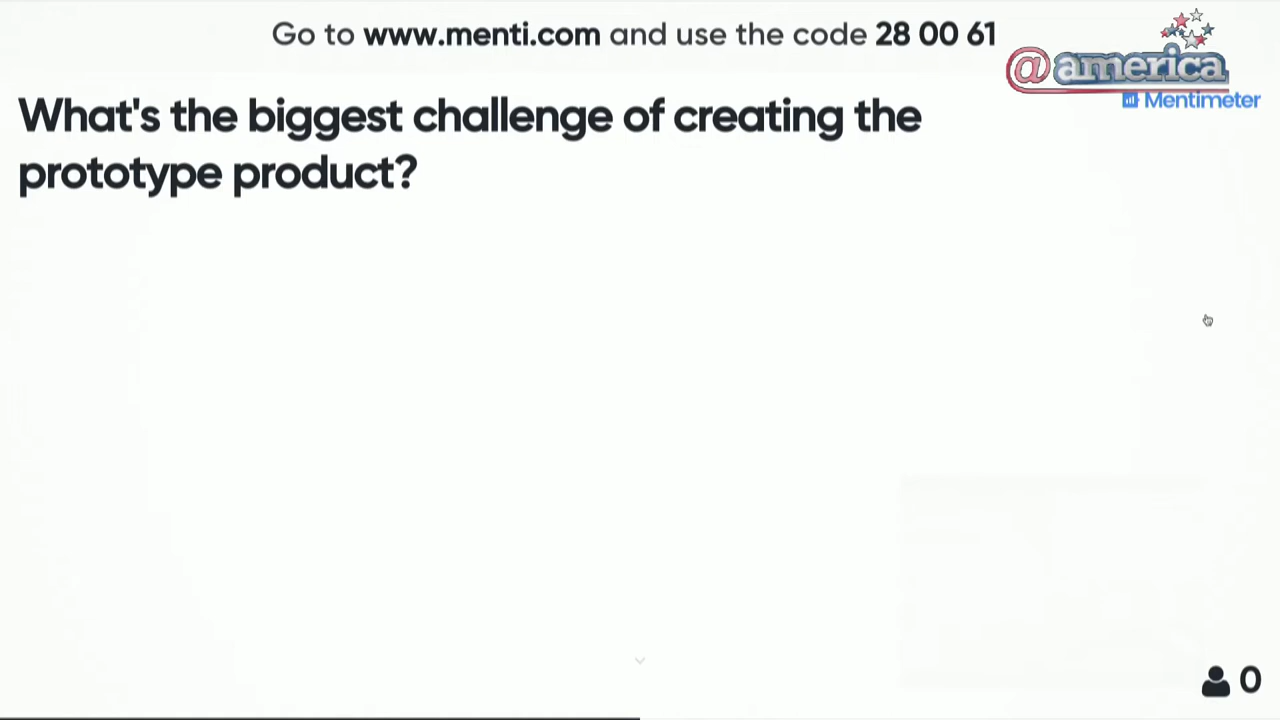 Go to www.menti.com and use the code 28 00 61
@america
Mentimeter
What's the biggest challenge of creating the
prototype product?
0